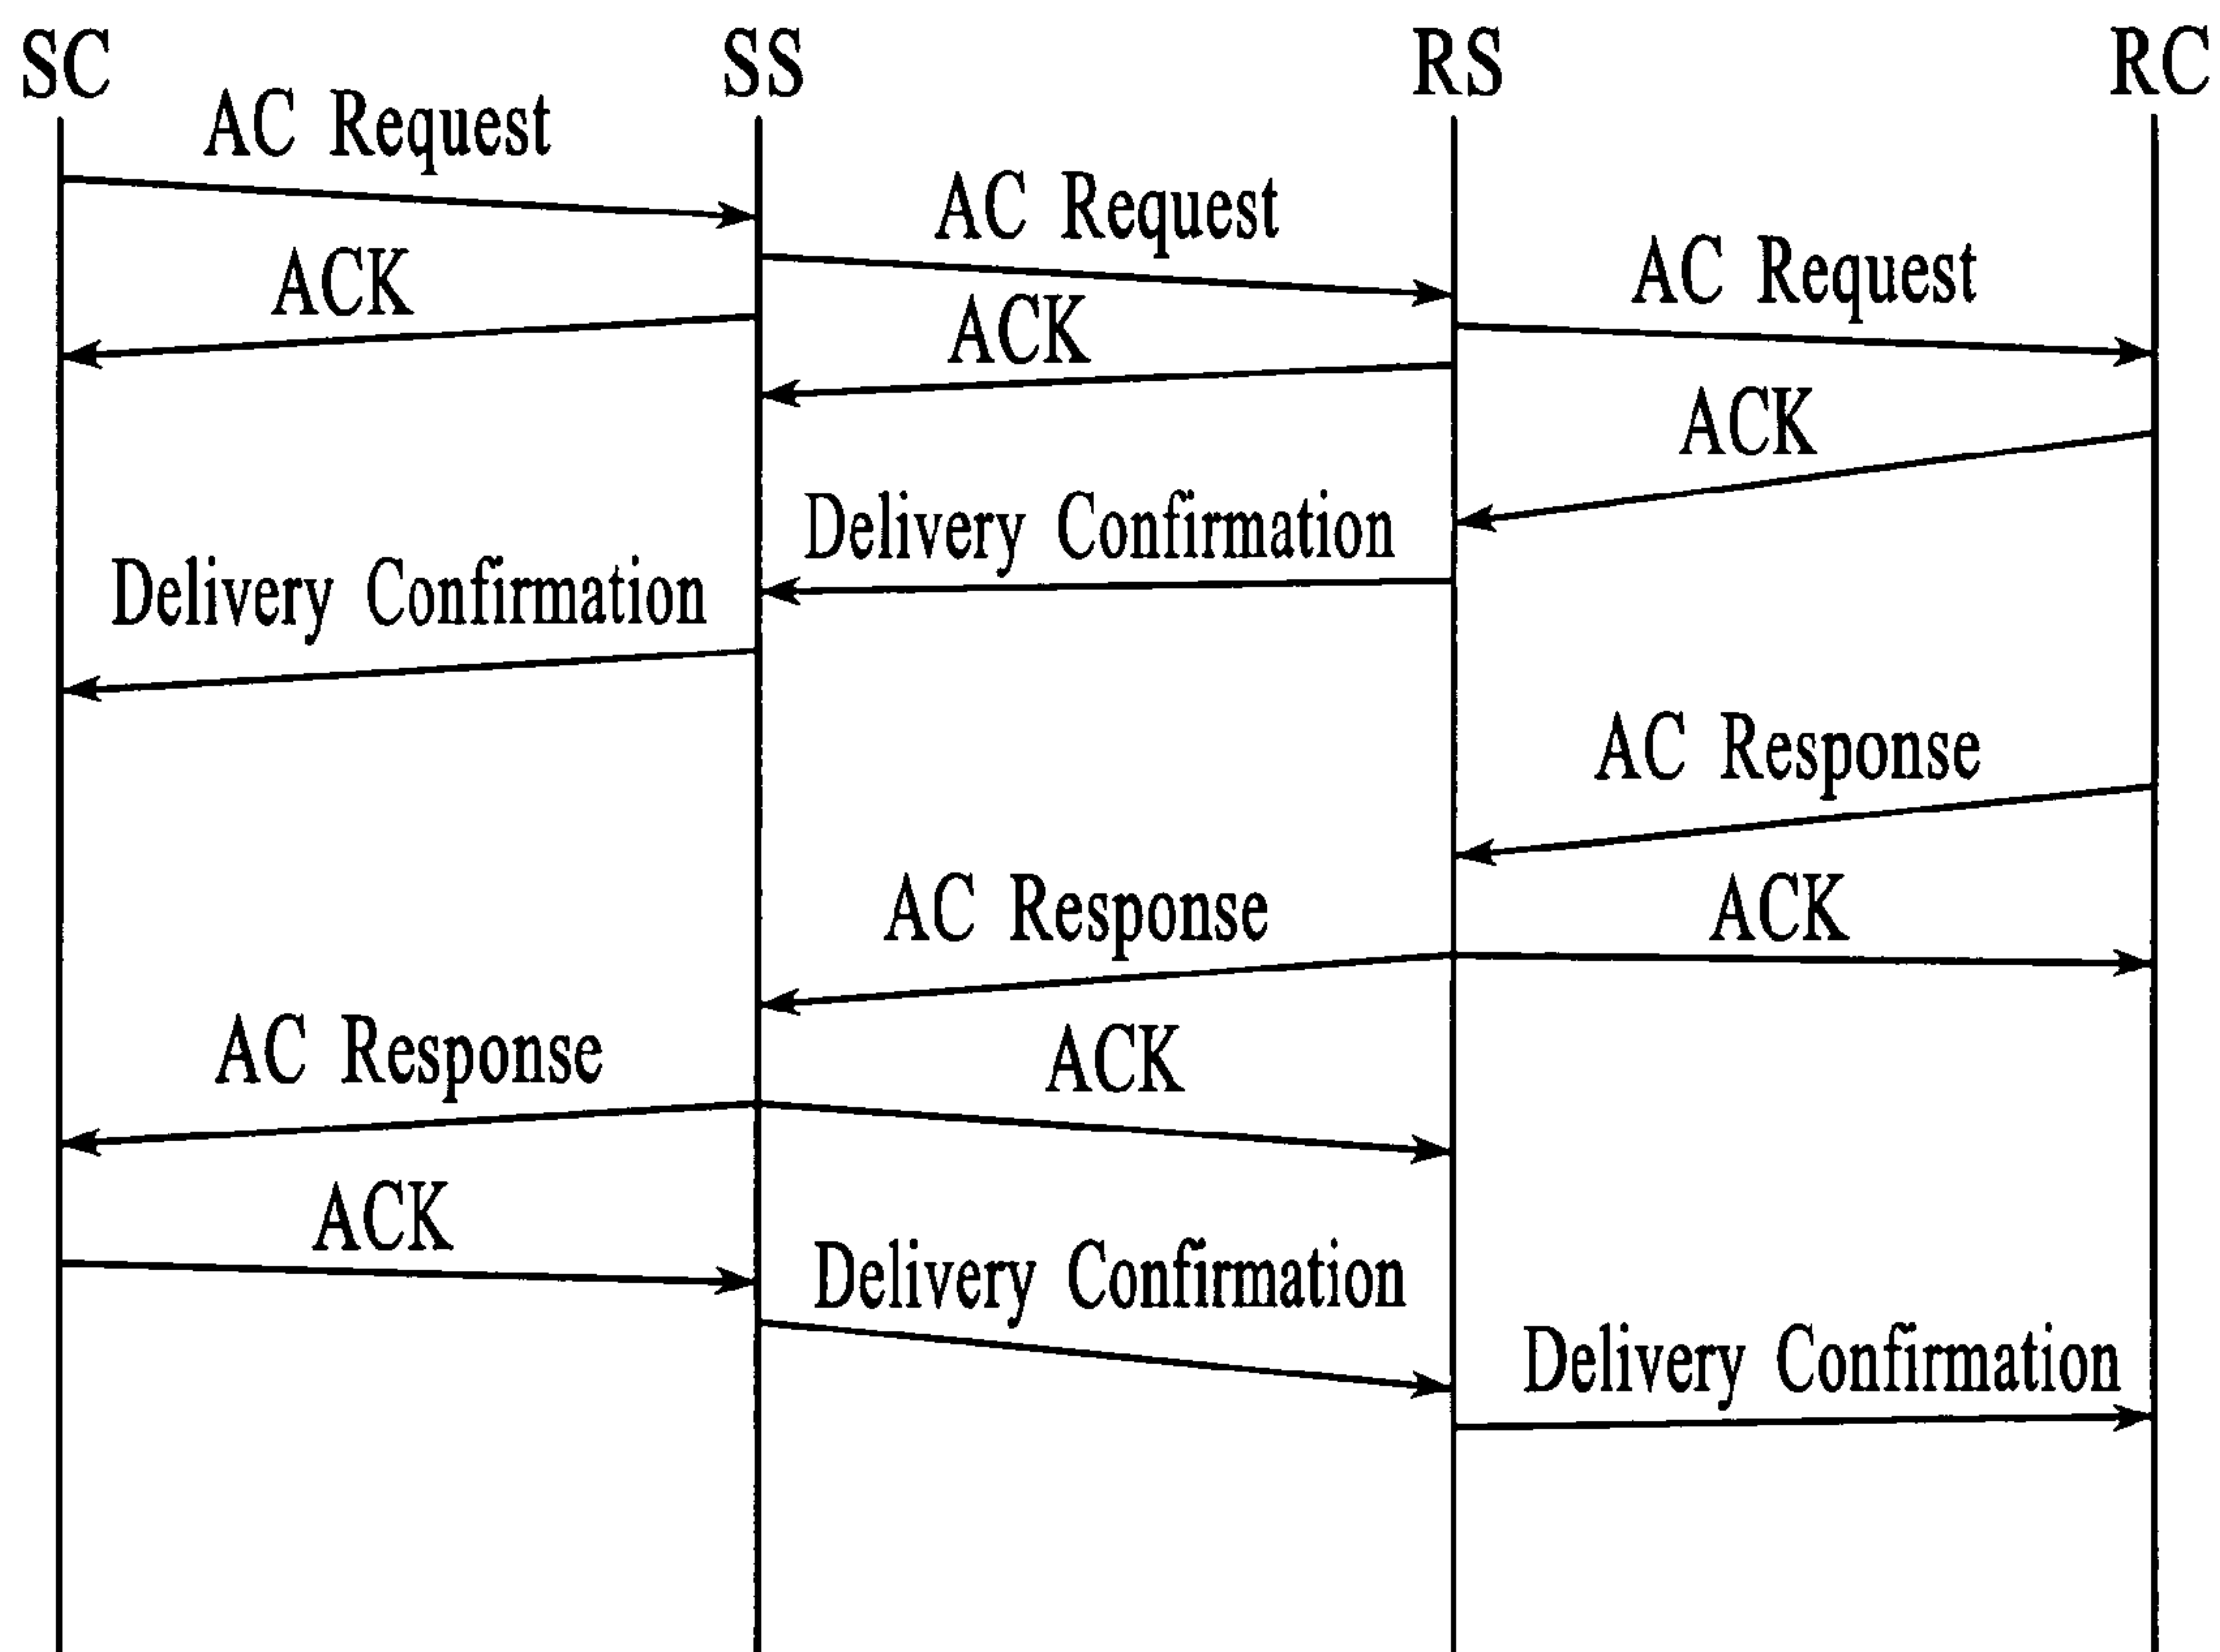 SC
SS
RS
RC
AC Request
AC Request
AC Request
ACK
ACK
ACK
Delivery Confirmation
Delivery Confirmation
AC Response
AC Response
ACK
AC Response
ACK
ACK
Delivery Confirmation
Delivery Confirmation